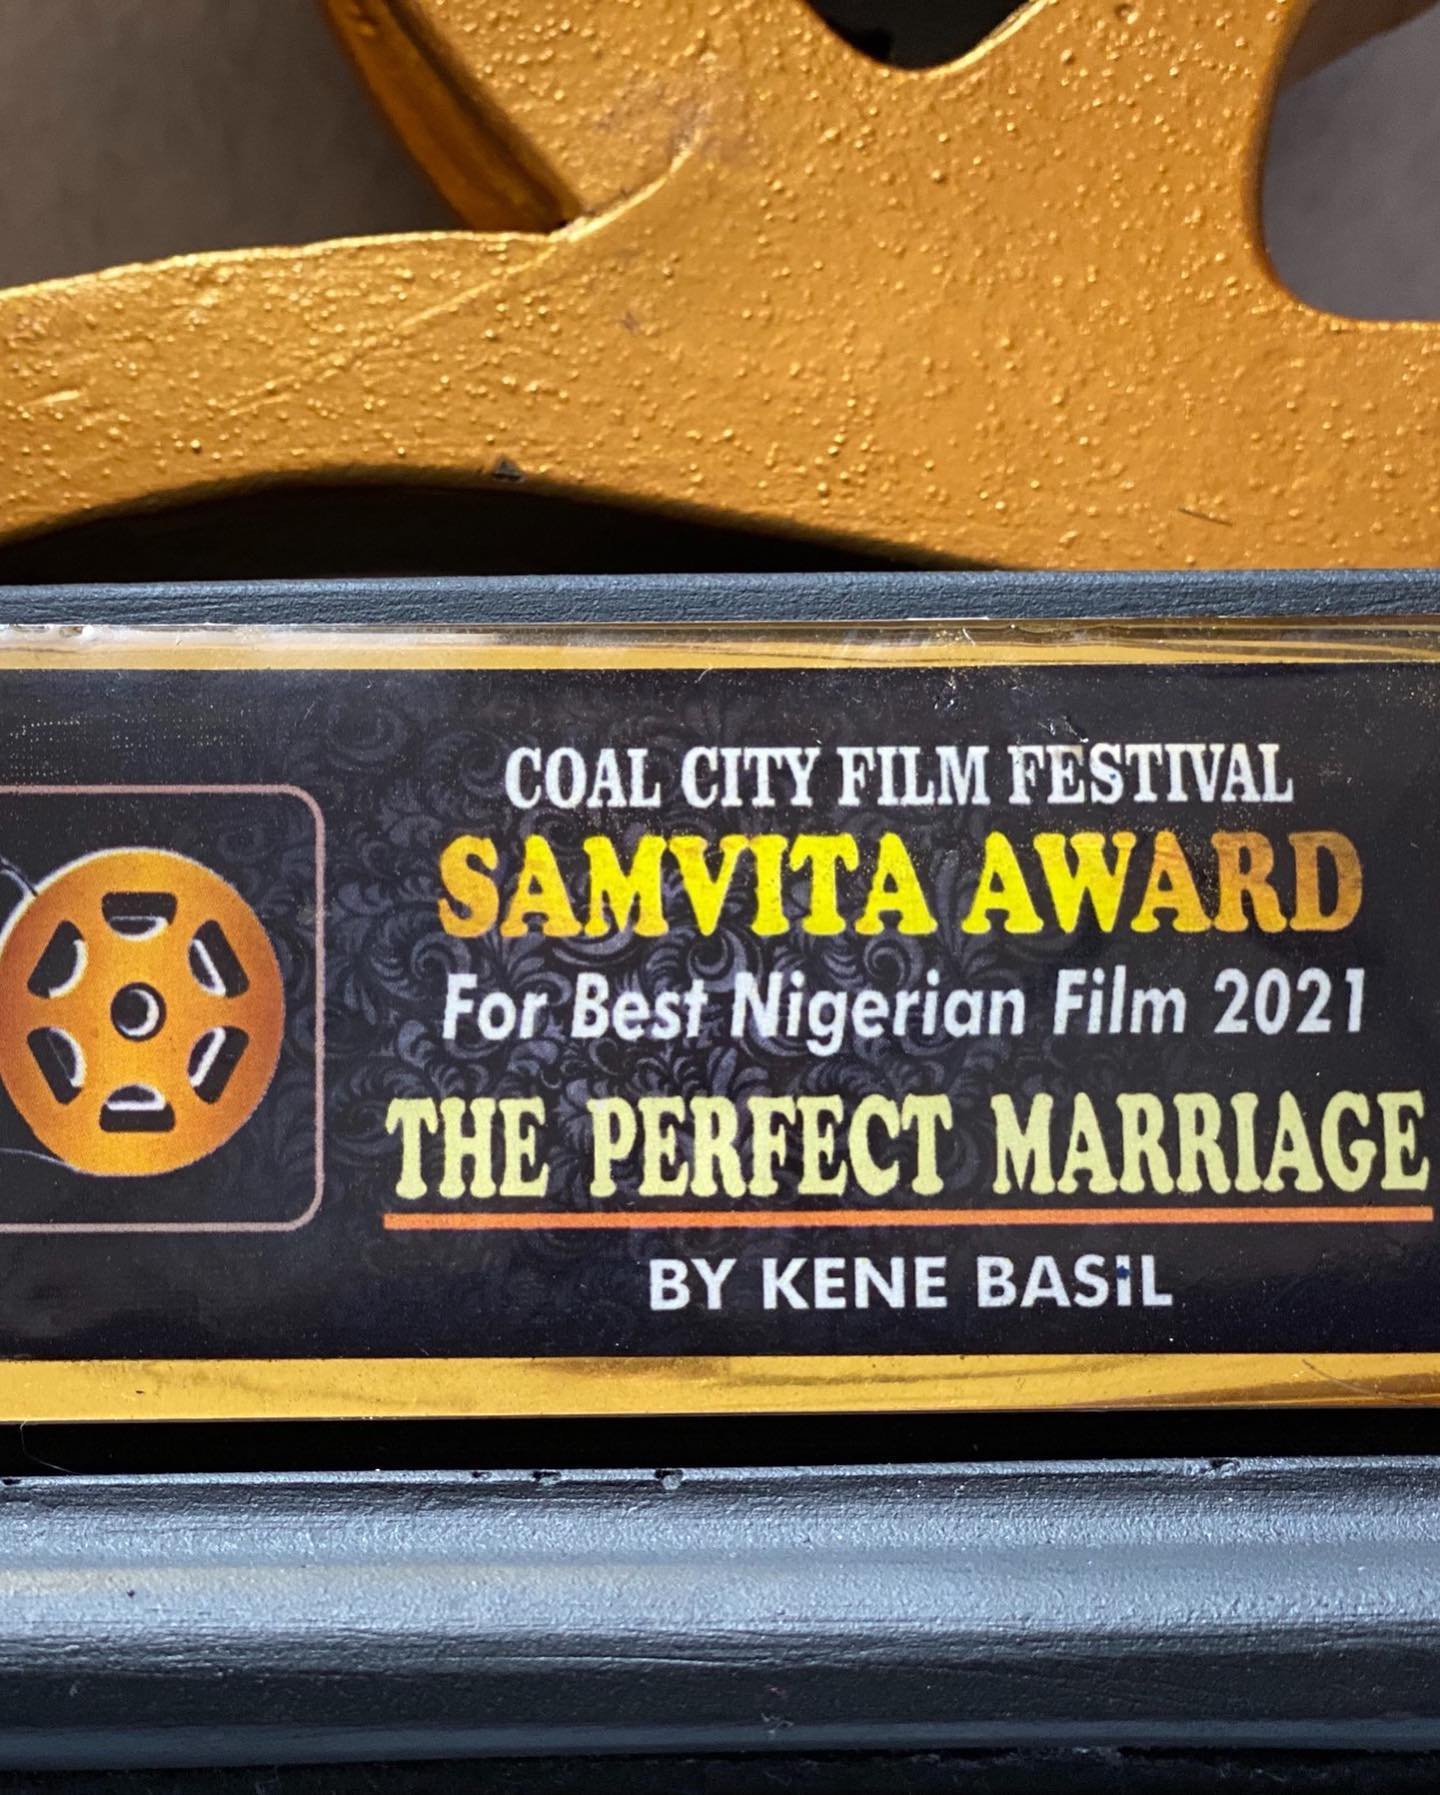 COAL CITY FILM FESTIVAL
SAMVITA AWARD
For Best Nigerian Film 2021
THE PERFECT MARRIAGE
BY KENE BASiL